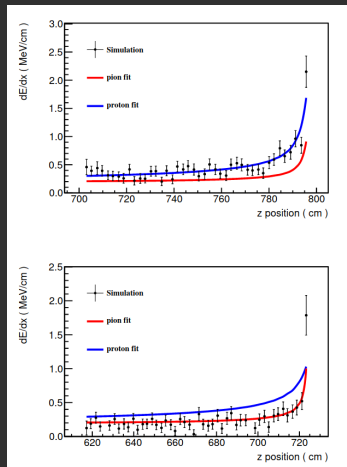 dE/dx ( MeV/cm )
3.0
2.5
2.0
1.5
1.0
0.5
0.0
Simulation
pion fit
proton fit
700 720 740 760 780 800
z position ( cm )
dE/dx ( MeV/cm )
2.5
2.0
1.5
1.0
0.5
0.0
Simulation
pion fit
proton fit
620 640 660 680 700 720
z position ( cm )